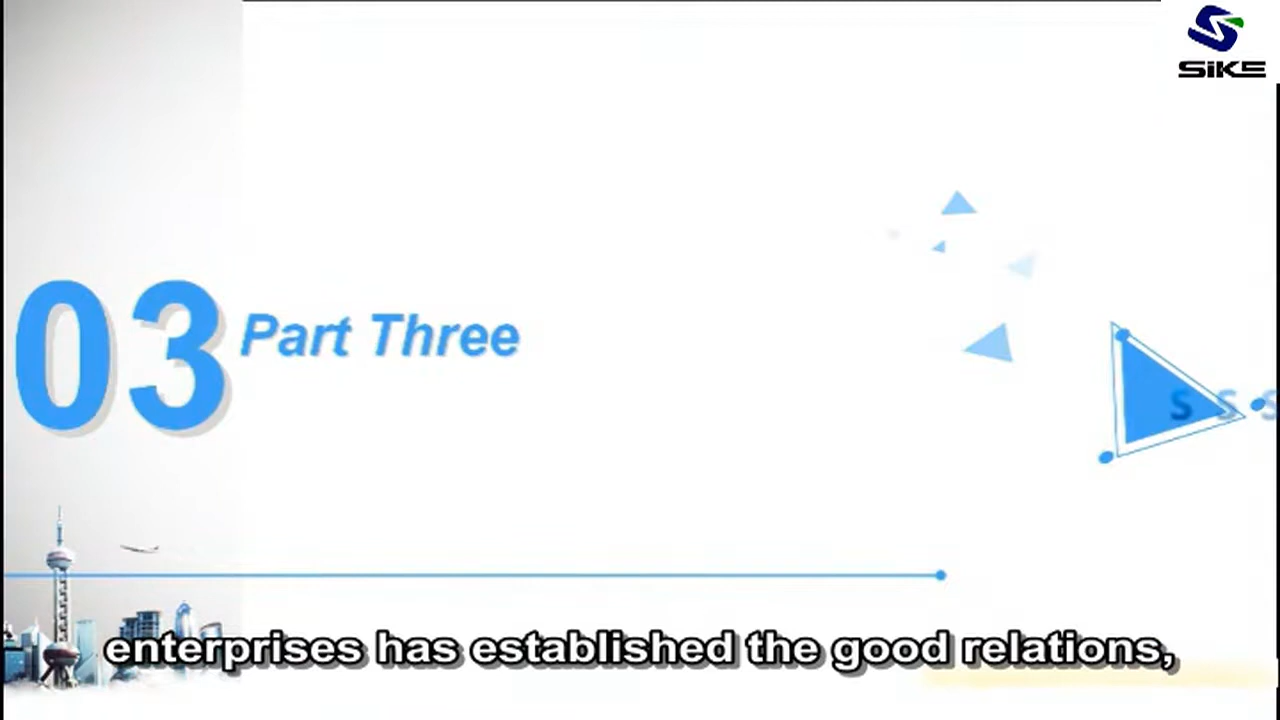 SiKE
03
Part Three
S S S
enterprises has established the good relations,